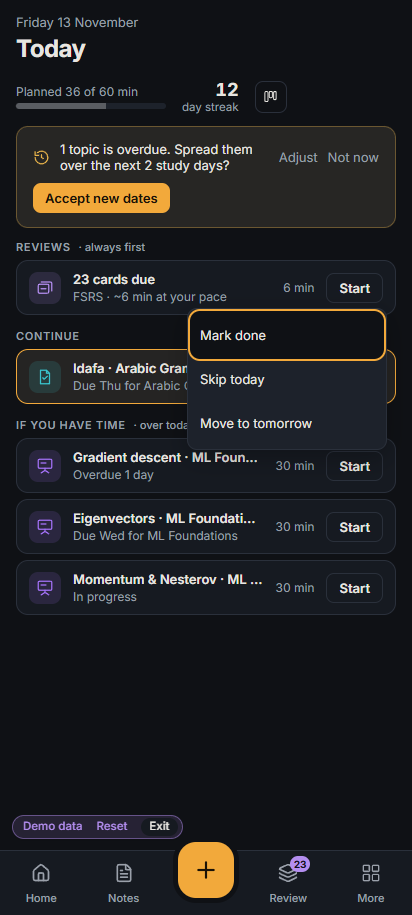 Friday 13 November
Today
Planned 36 of 60 min
12
day streak
1 topic is overdue. Spread them
over the next 2 study days?
Adjust Not now
Accept new dates
REVIEWS · always first
23 cards due
FSRS · ~6 min at your pace
6 min
Start
Mark done
CONTINUE
Idafa · Arabic
Due Thu for Arabic
Skip today
Move to tomorrow
IF YOU HAVE TIME · over
Gradient descent · ML Foun...
Overdue 1 day
30 min
Start
Eigenvectors · ML Foundati...
Due Wed for ML Foundations
30 min
Start
Momentum & Nesterov · ML ...
In progress
30 min
Start
Demo data Reset Exit
23
Home Notes + Review More